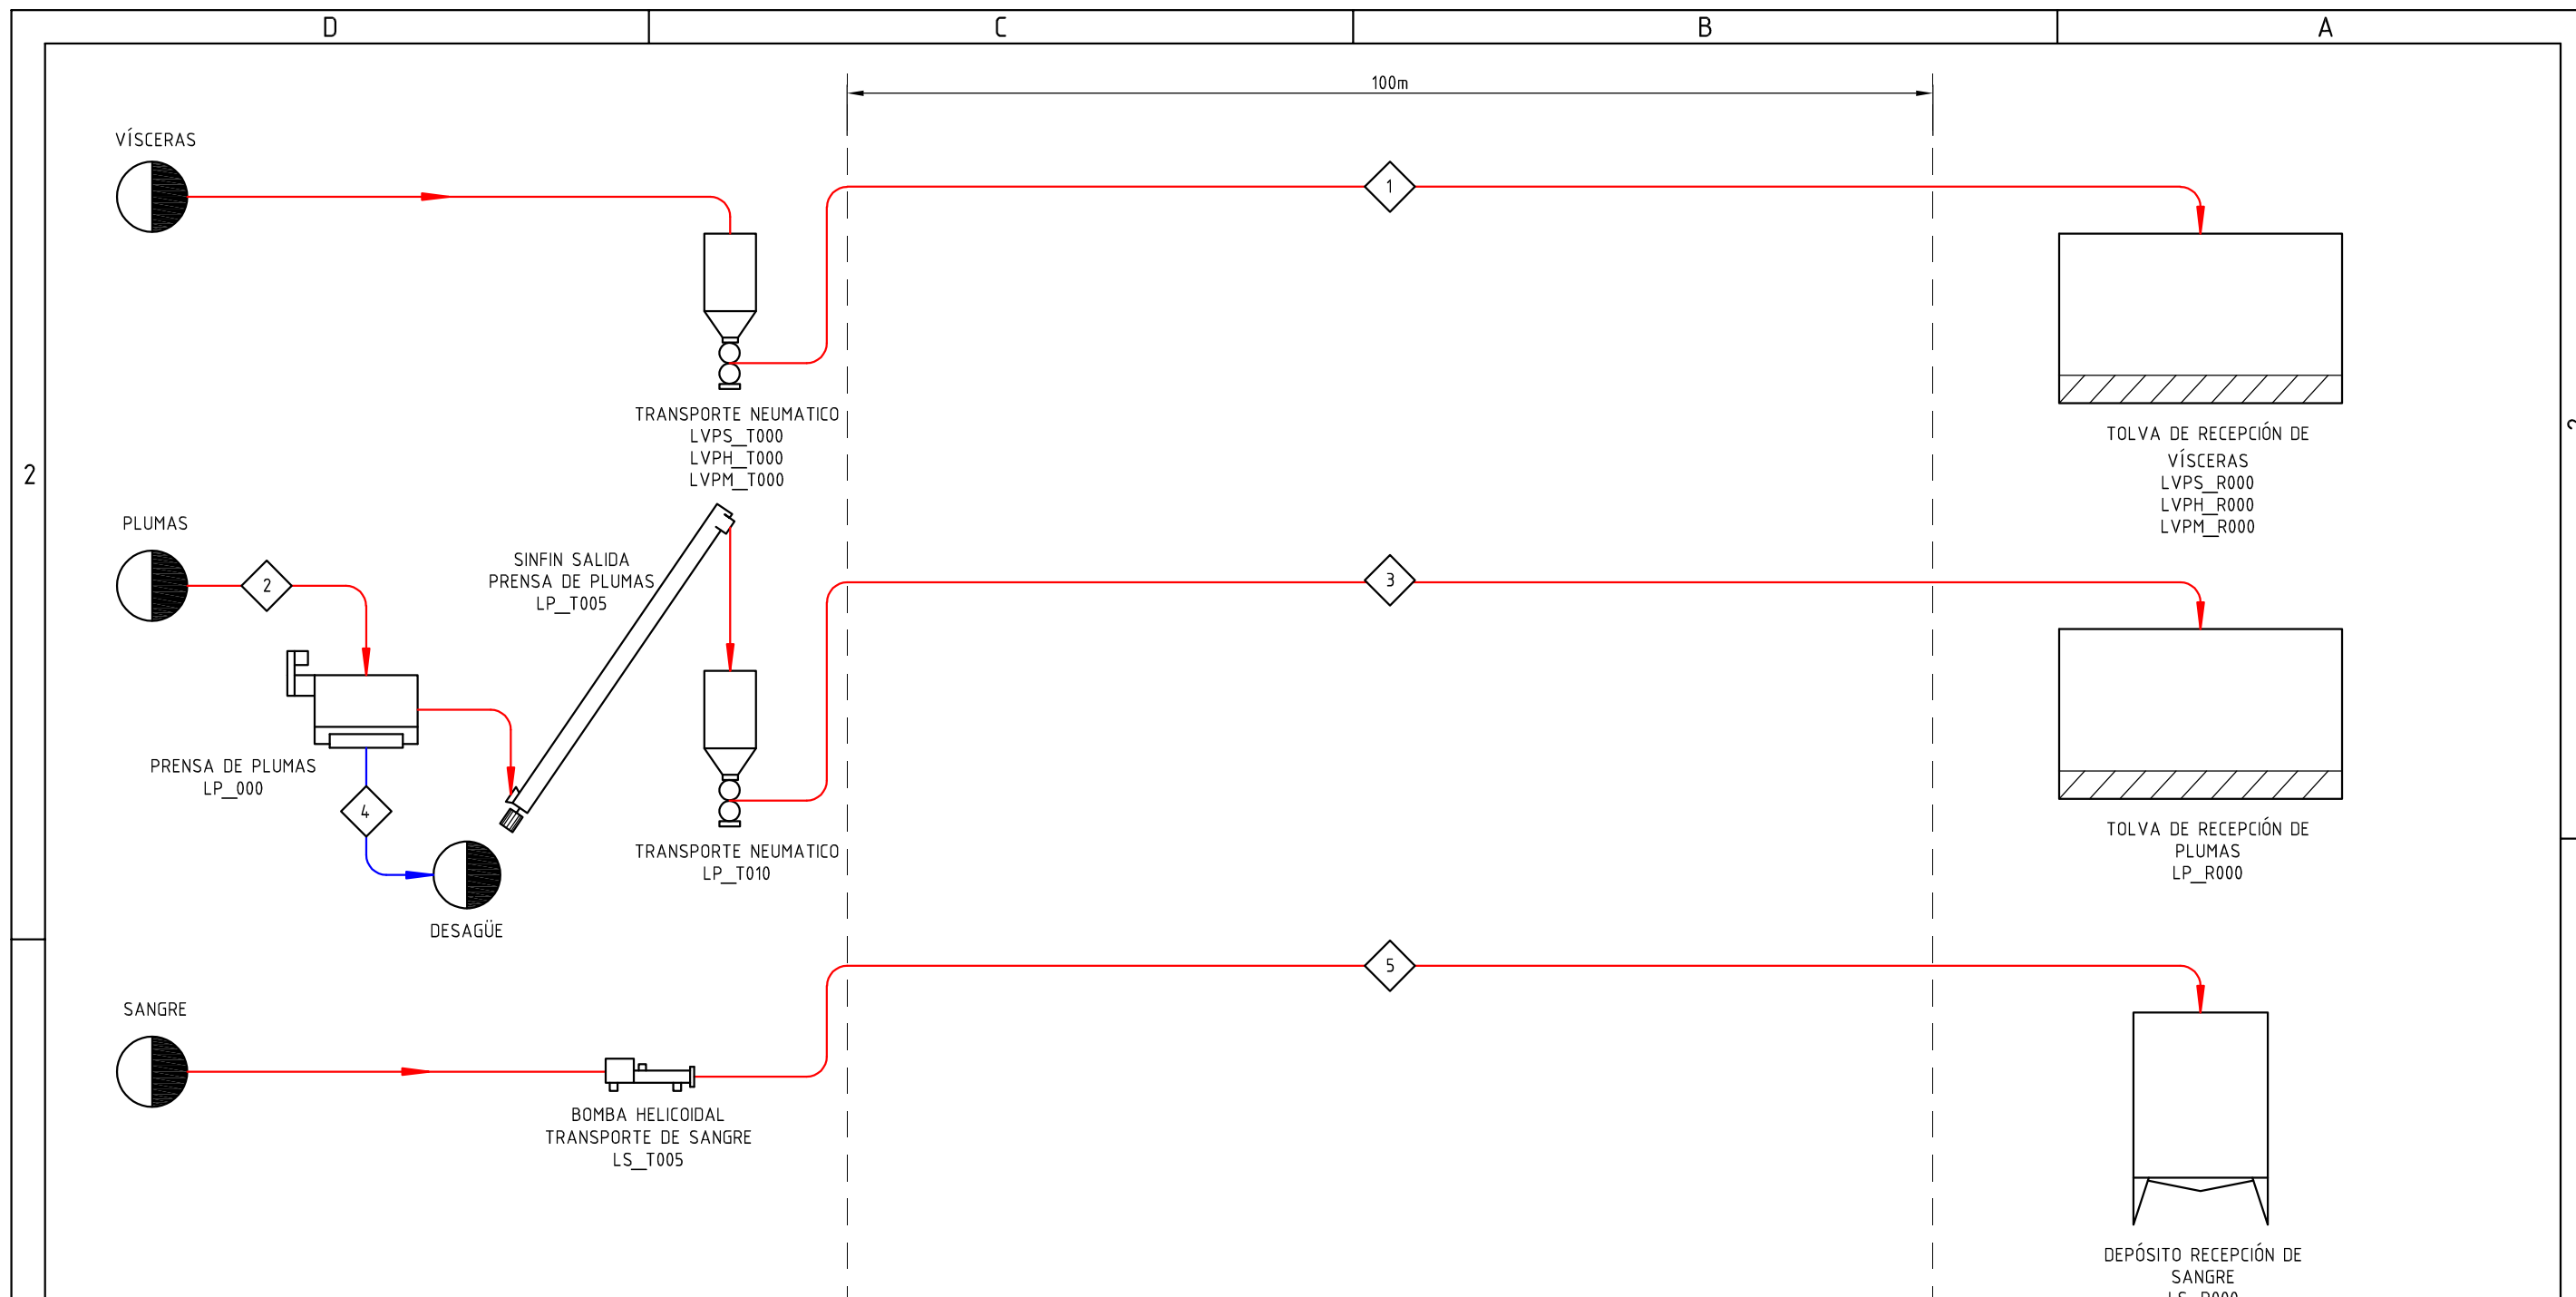 D
C
B
A
100m
VÍSCERAS
1
TRANSPORTE NEUMATICO
LVPS_T000
LVPH_T000
LVPM_T000
TOLVA DE RECEPCIÓN DE
VÍSCERAS
LVPS_R000
LVPH_R000
LVPM_R000
2
PLUMAS
2
SINFIN SALIDA
PRENSA DE PLUMAS
LP_T005
3
PRENSA DE PLUMAS
LP_000
4
DESAGÜE
TRANSPORTE NEUMATICO
LP_T010
TOLVA DE RECEPCIÓN DE
PLUMAS
LP_R000
5
SANGRE
BOMBA HELICOIDAL
TRANSPORTE DE SANGRE
LS_T005
DEPÓSITO RECEPCIÓN DE
SANGRE